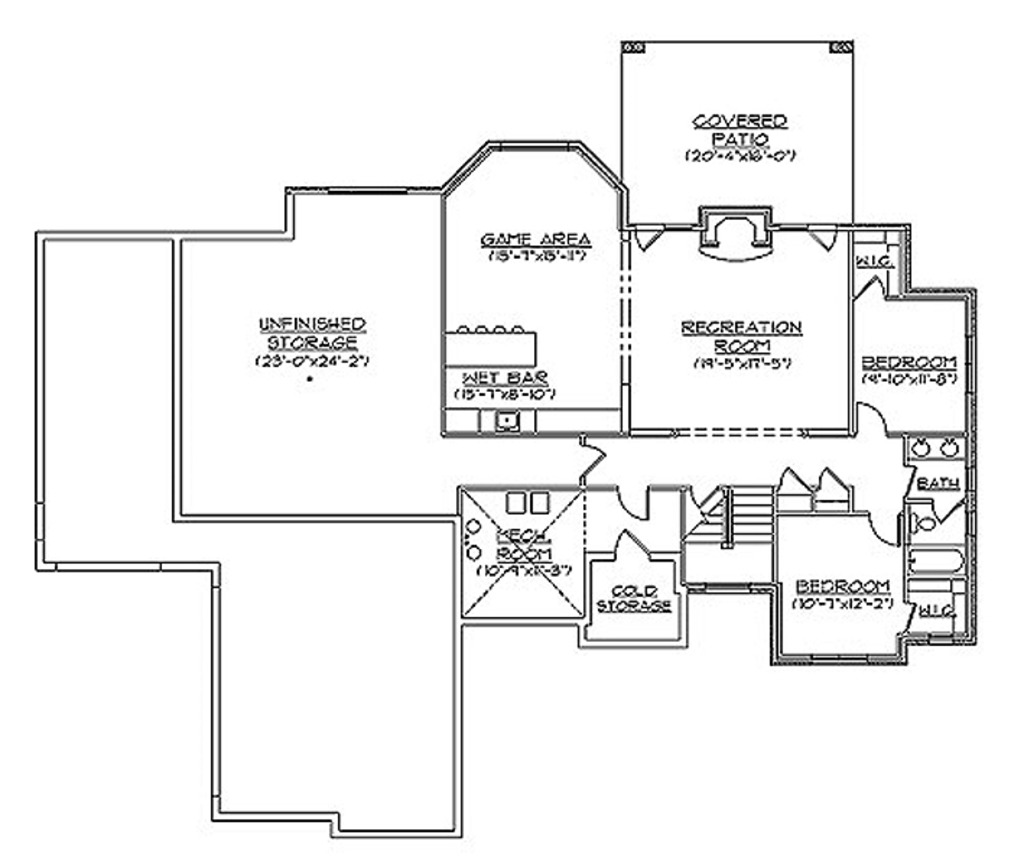 COVERED
PATIO
(20'-4"x16'-0")
GAME AREA
(15'-7"x15'-11")
W.I.C.
UNFINISHED
STORAGE
(23'-0"x24'-2")
RECREATION
ROOM
(19'-5"x17'-5")
BEDROOM
(9'-10"x11'-8")
WET BAR
(15'-7"x8'-10")
BATH
MECH.
ROOM
(10'-9"x11'-3")
COLD
STORAGE
BEDROOM
(10'-7"x12'-2")
W.I.C.